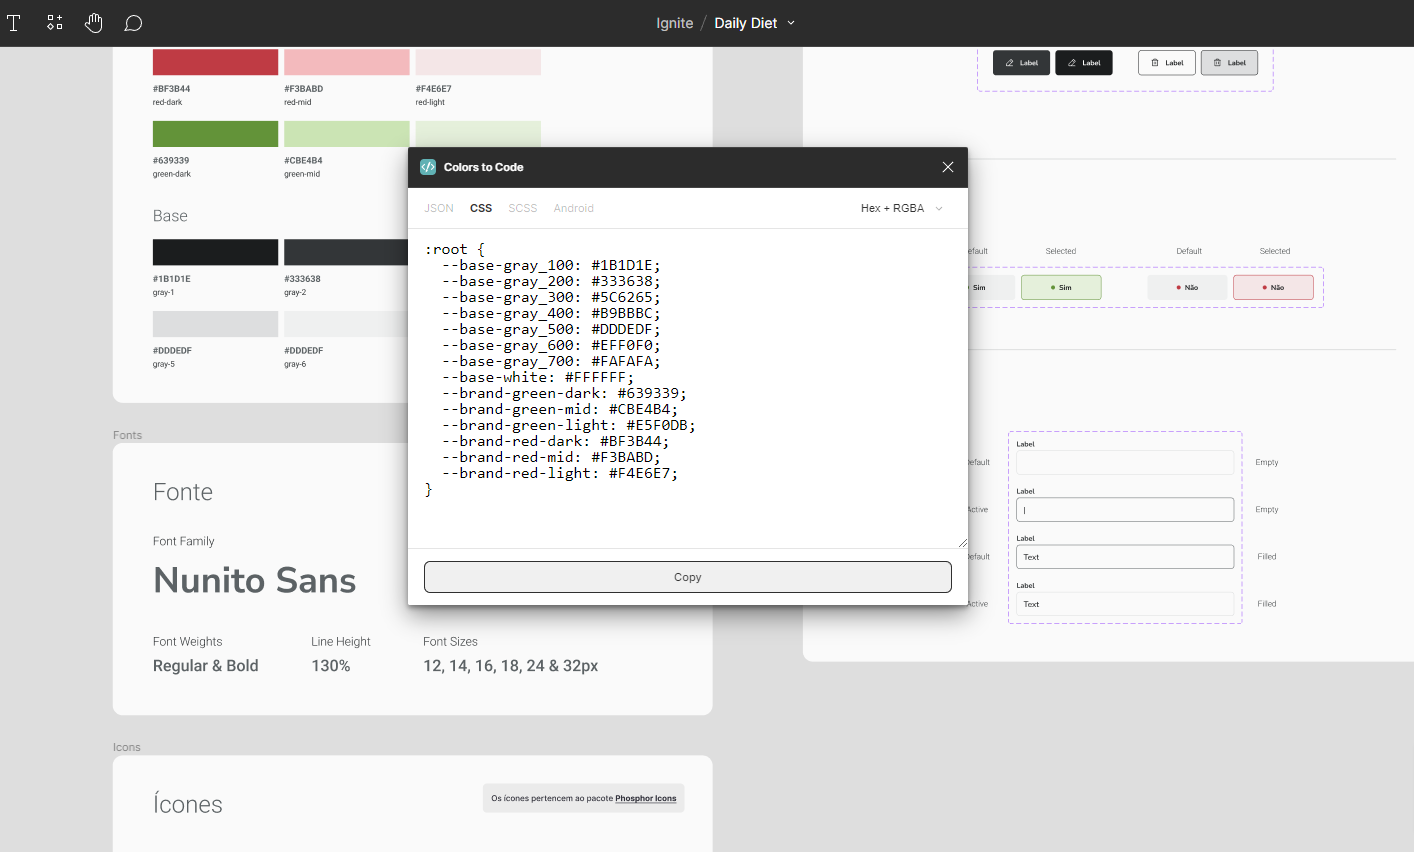 Ignite / Daily Diet
#BF3B44
red-dark
#F3BABD
red-mid
#F4E6E7
red-light
#639339
green-dark
#CBE4B4
green-mid
Base
#1B1D1E
gray-1
#333638
gray-2
#DDDEDF
gray-5
#DDDEDF
gray-6
Colors to Code
JSON CSS SCSS Android Hex + RGBA
:root {
--base-gray_100: #1B1D1E;
--base-gray_200: #333638;
--base-gray_300: #5C6265;
--base-gray_400: #B9BBBC;
--base-gray_500: #DDDEDF;
--base-gray_600: #EFF0F0;
--base-gray_700: #FAFAFA;
--base-white: #FFFFFF;
--brand-green-dark: #639339;
--brand-green-mid: #CBE4B4;
--brand-green-light: #E5F0DB;
--brand-red-dark: #BF3B44;
--brand-red-mid: #F3BABD;
--brand-red-light: #F4E6E7;
}
Copy
Fonts
Fonte
Font Family
Nunito Sans
Font Weights
Regular & Bold
Line Height
130%
Font Sizes
12, 14, 16, 18, 24 & 32px
Icons
Ícones
Os ícones pertencem ao pacote Phosphor Icons
Label Label Label Label
efault Selected Default Selected
Sim Sim Não Não
Label
Default Empty
Label
Active Empty
Label
Default Text Filled
Label
Active Text Filled